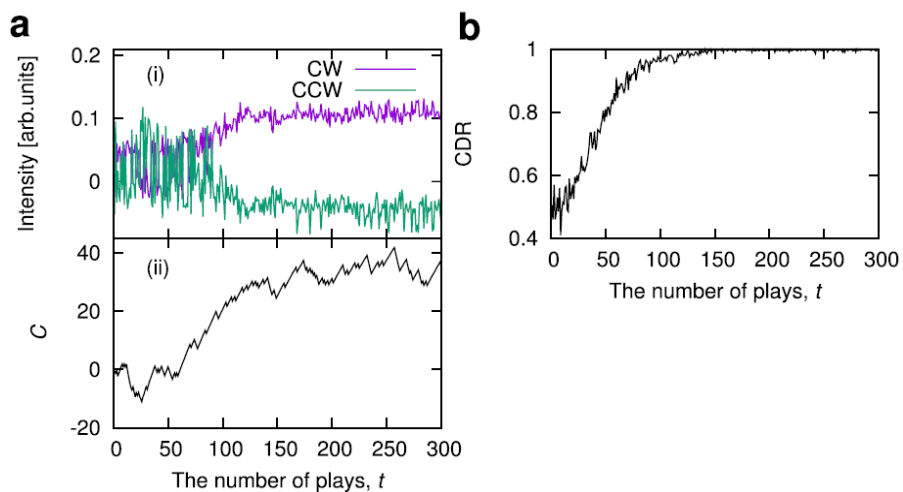 a
0.2
0.1
0
Intensity [arb.units]
(i)
CW
CCW
40
20
0
-20
C
(ii)
0 50 100 150 200 250 300
The number of plays, t
b
1
0.8
0.6
0.4
CDR
0 50 100 150 200 250 300
The number of plays, t